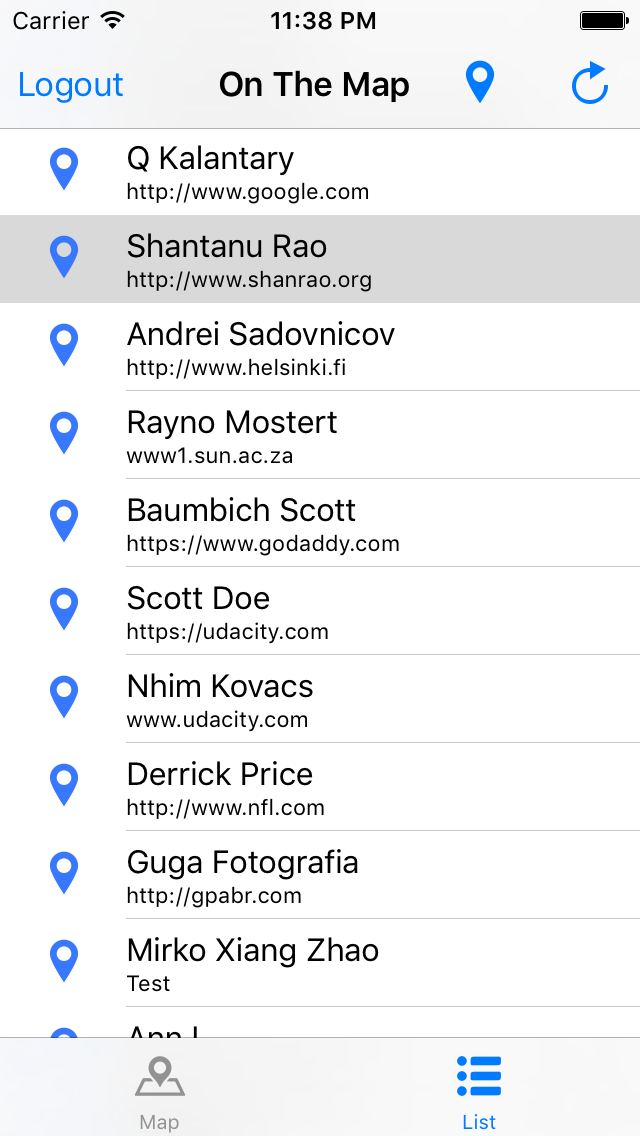 Carrier 11:38 PM
Logout On The Map
Q Kalantary
http://www.google.com
Shantanu Rao
http://www.shanrao.org
Andrei Sadovnicov
http://www.helsinki.fi
Rayno Mostert
www1.sun.ac.za
Baumbich Scott
https://www.godaddy.com
Scott Doe
https://udacity.com
Nhim Kovacs
www.udacity.com
Derrick Price
http://www.nfl.com
Guga Fotografia
http://gpabr.com
Mirko Xiang Zhao
Test
Map List